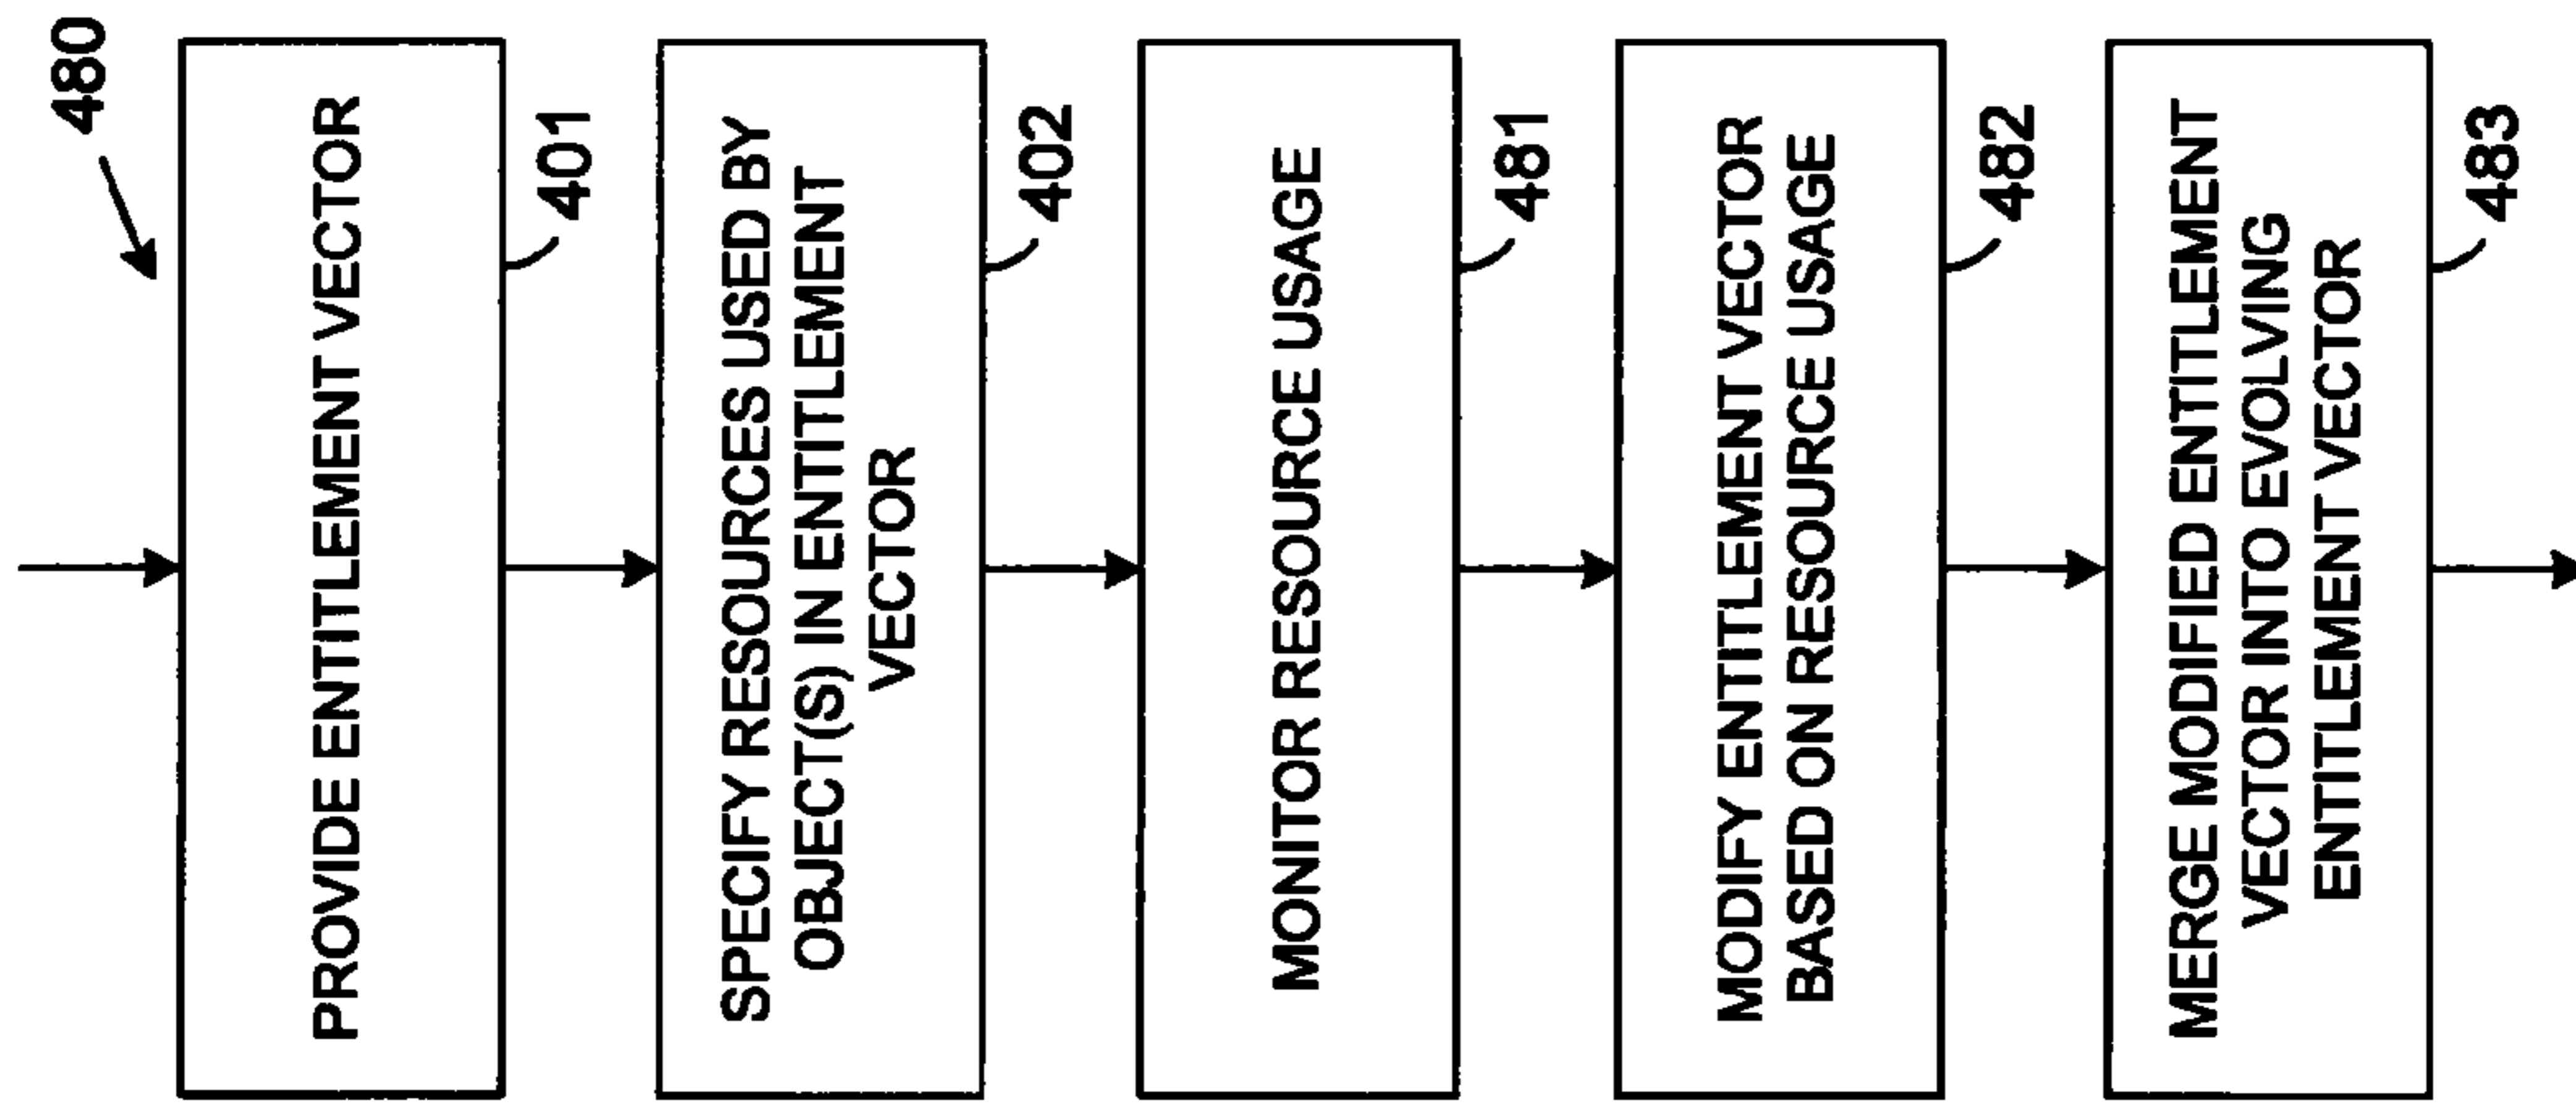 480
PROVIDE ENTITLEMENT VECTOR
401
SPECIFY RESOURCES USED BY
OBJECT(S) IN ENTITLEMENT
VECTOR
402
MONITOR RESOURCE USAGE
481
MODIFY ENTITLEMENT VECTOR
BASED ON RESOURCE USAGE
482
MERGE MODIFIED ENTITLEMENT
VECTOR INTO EVOLVING
ENTITLEMENT VECTOR
483